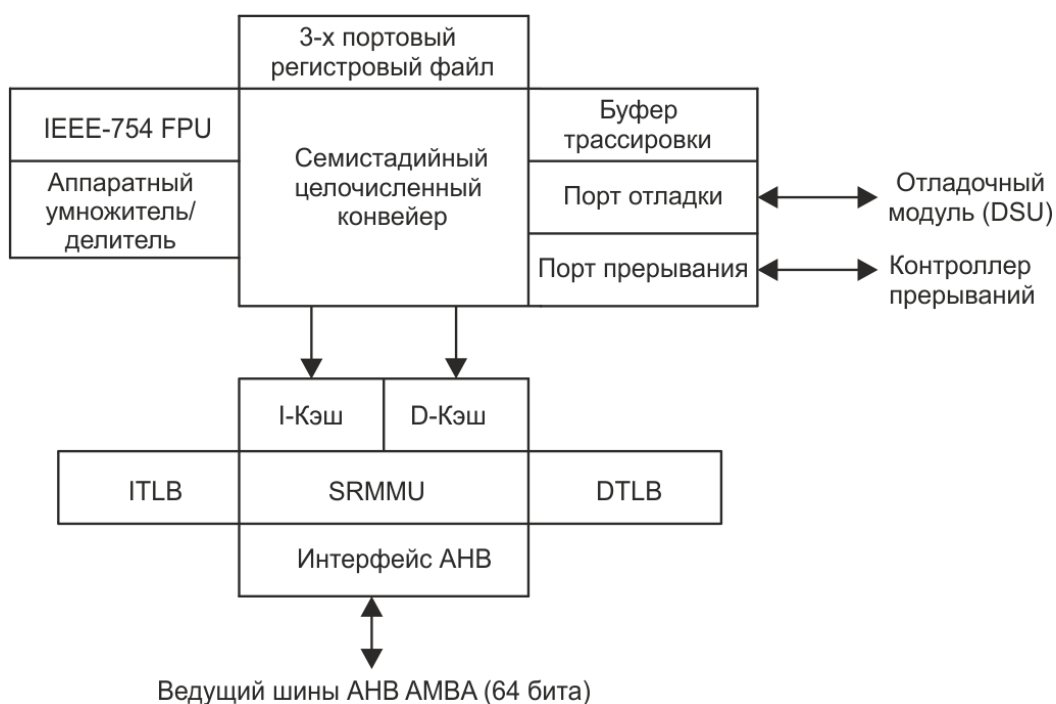 3-х портовый
регистровый файл
IEEE-754 FPU
Аппаратный
умножитель/
делитель
Семистадийный
целочисленный
конвейер
Буфер
трассировки
Порт отладки
Отладочный
модуль (DSU)
Порт прерывания
Контроллер
прерываний
I-Кэш
D-Кэш
ITLB
SRMMU
DTLB
Интерфейс AHB
Ведущий шины AHB AMBA (64 бита)